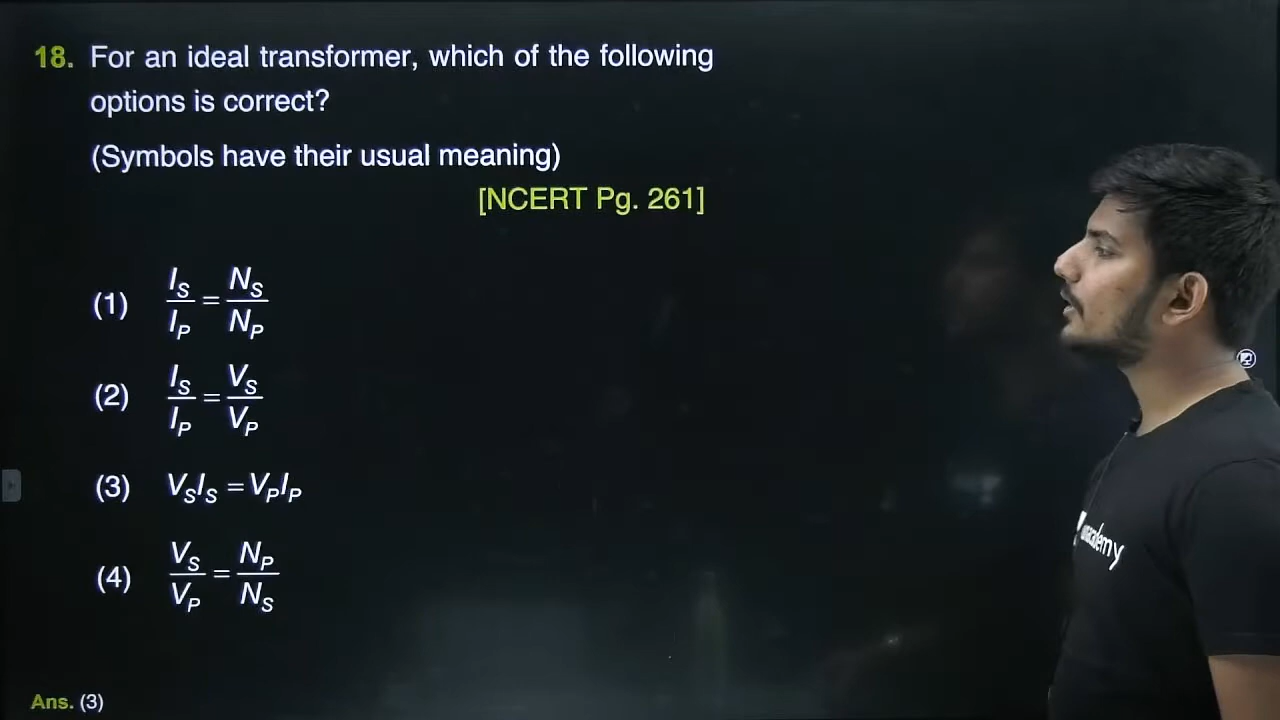 18. For an ideal transformer, which of the following
options is correct?
(Symbols have their usual meaning)
[NCERT Pg. 261]
(1) I_S/I_P = N_S/N_P
(2) I_S/I_P = V_S/V_P
(3) V_S I_S = V_P I_P
(4) V_S/V_P = N_P/N_S
Ans. (3)
unacademy